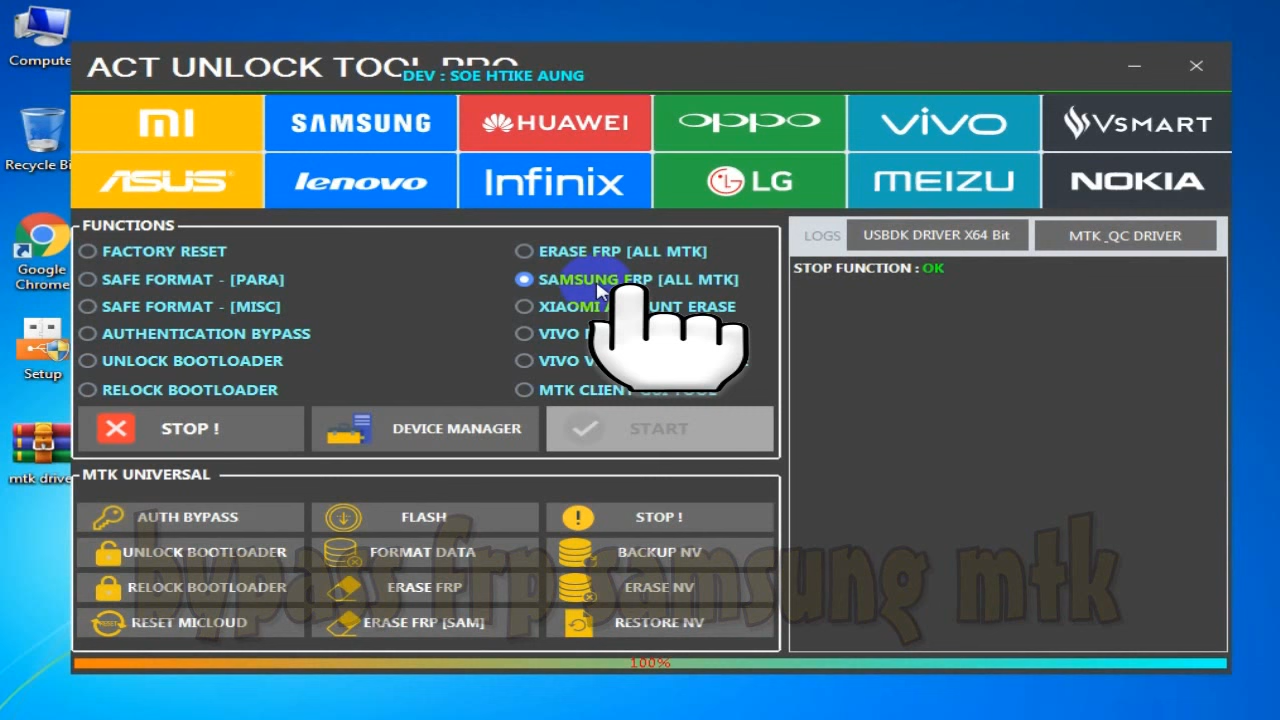 Compute
Recycle Bi
Google
Chrome
Setup
mtk drive
ACT UNLOCK TOOL PRO
DEV : SOE HTIKE AUNG
MI
SAMSUNG
HUAWEI
OPPO
VIVO
VSMART
ASUS
lenovo
Infinix
LG
MEIZU
NOKIA
FUNCTIONS
FACTORY RESET
SAFE FORMAT - [PARA]
SAFE FORMAT - [MISC]
AUTHENTICATION BYPASS
UNLOCK BOOTLOADER
RELOCK BOOTLOADER
ERASE FRP [ALL MTK]
SAMSUNG FRP [ALL MTK]
XIAOMI A UNT ERASE
VIVO
VIVO
MTK CLIENT GUI TOOL
STOP !
DEVICE MANAGER
START
LOGS
USBDK DRIVER X64 Bit
MTK _QC DRIVER
STOP FUNCTION : OK
MTK UNIVERSAL
AUTH BYPASS
FLASH
STOP !
UNLOCK BOOTLOADER
FORMAT DATA
BACKUP NV
RELOCK BOOTLOADER
ERASE FRP
ERASE NV
RESET MICLOUD
ERASE FRP [SAM]
RESTORE NV
bypass frp samsung mtk
100%